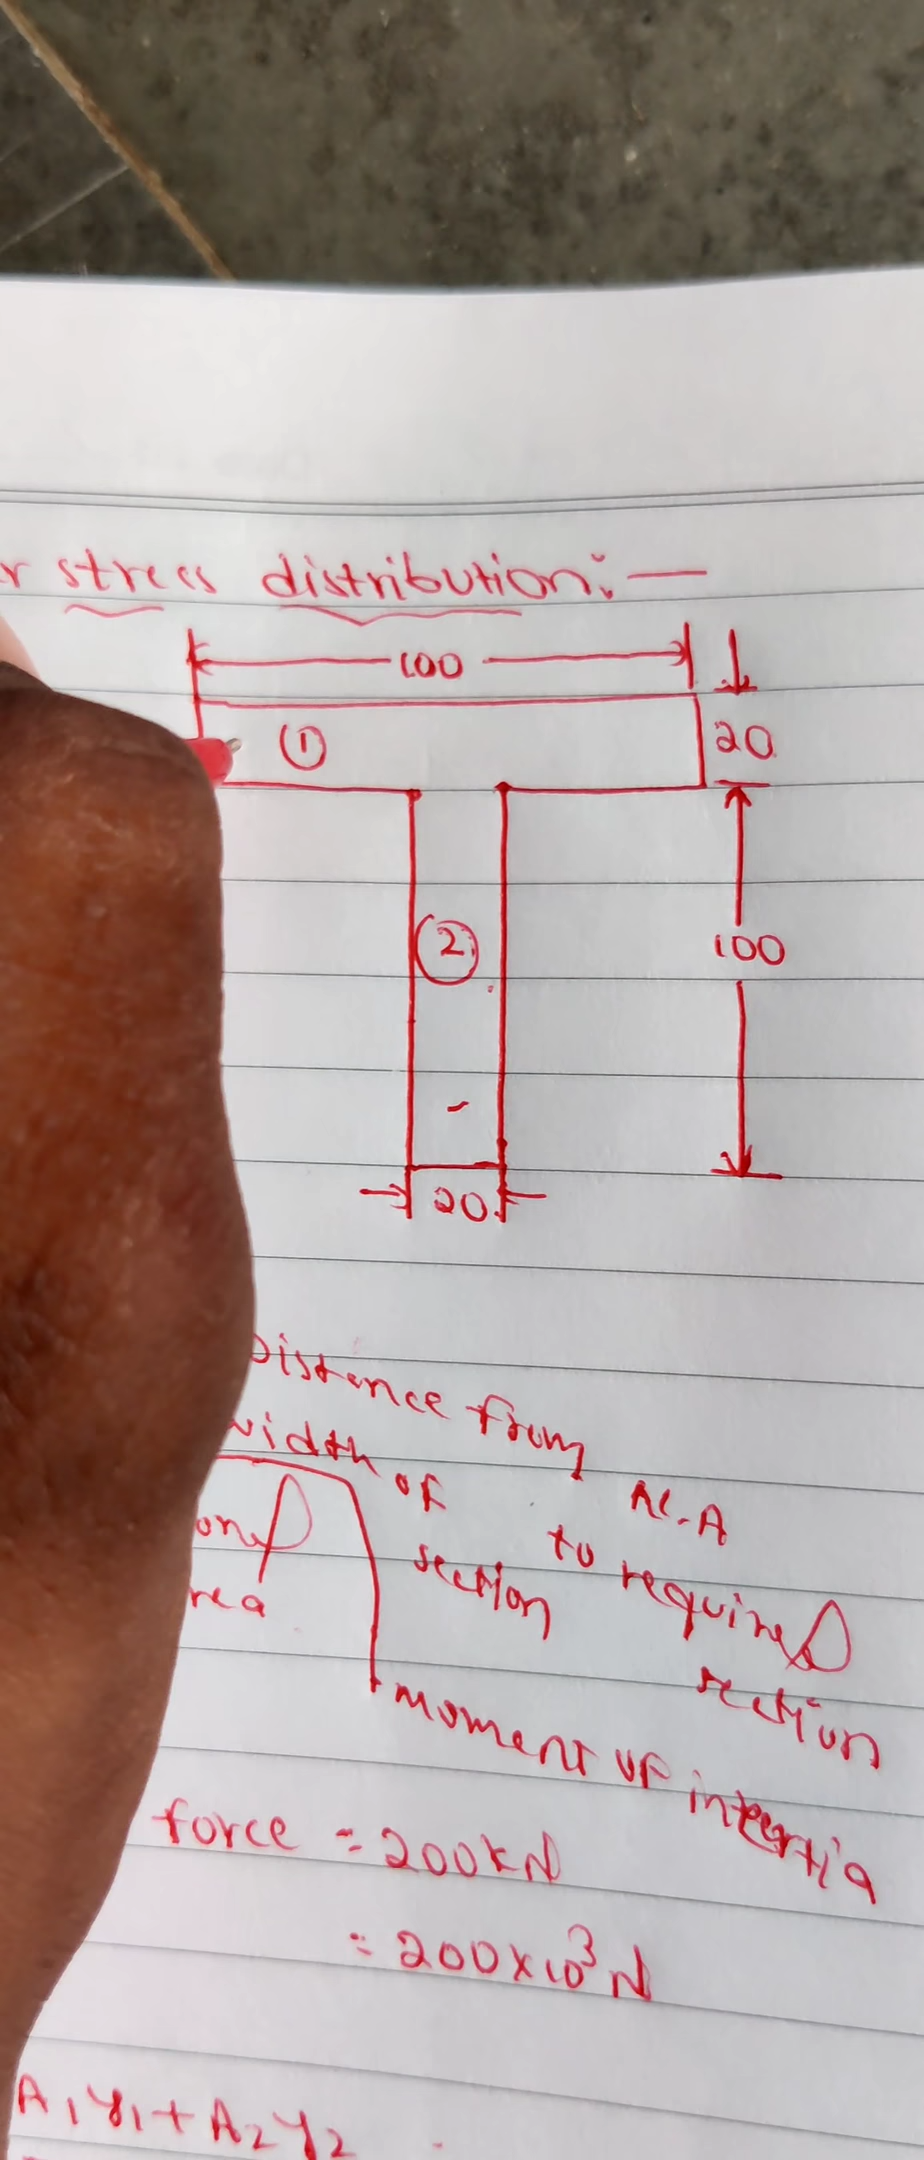 stress distribution:—
100
① 20
② 100
20
Distance from N.A to required section
width of section
rea
moment of intertia
force = 200kN
= 200×10³ N
A₁y₁ + A₂y₂